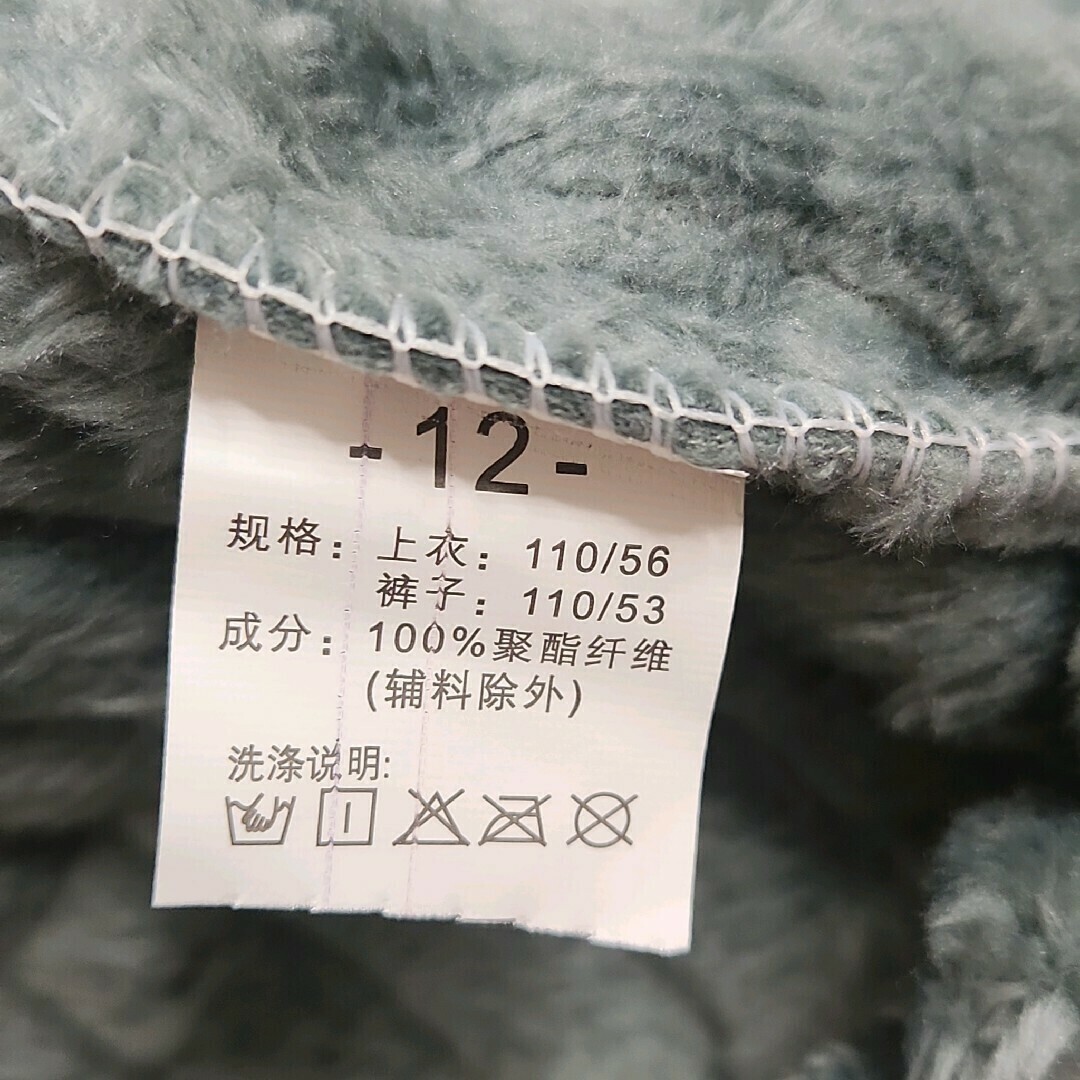 -12-
规格：上衣：110/56
裤子：110/53
成分：100%聚酯纤维
(辅料除外)
洗涤说明: